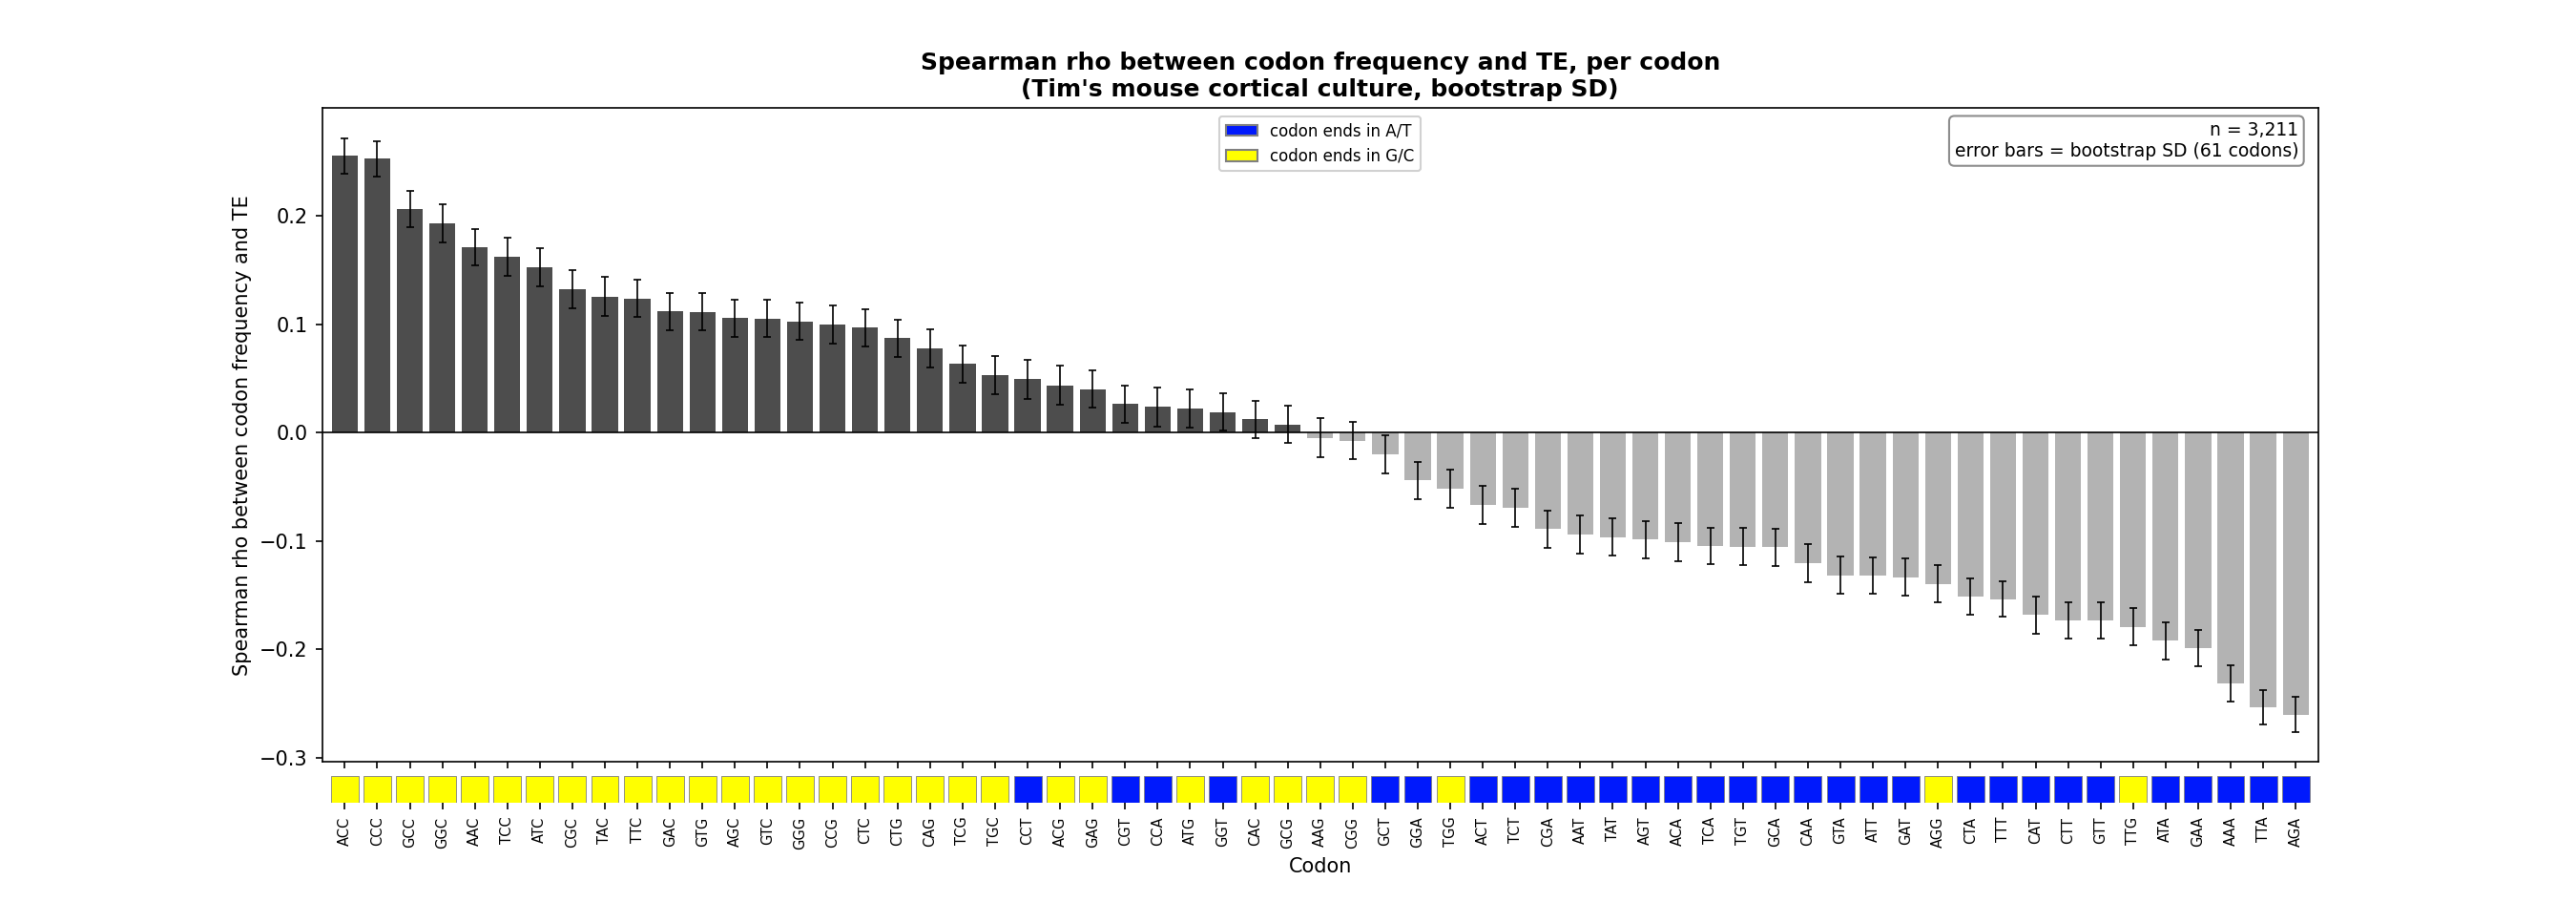 Spearman rho between codon frequency and TE, per codon
(Tim's mouse cortical culture, bootstrap SD)
codon ends in A/T
codon ends in G/C
n = 3,211
error bars = bootstrap SD (61 codons)
Spearman rho between codon frequency and TE
0.2
0.1
0.0
−0.1
−0.2
−0.3
ACC CCC GCC GGC AAC TCC ATC CGC TAC TTC GAC GTG AGC GTC GGG CCG CTC CTG CAG TCG TGC CCT ACG GAG CGT CCA ATG GGT CAC GCG AAG CGG GCT GGA TGG ACT TCT CGA AAT TAT AGT ACA TCA TGT GCA CAA GTA ATT GAT AGG CTA TTT CAT CTT GTT TTG ATA GAA AAA TTA AGA
Codon